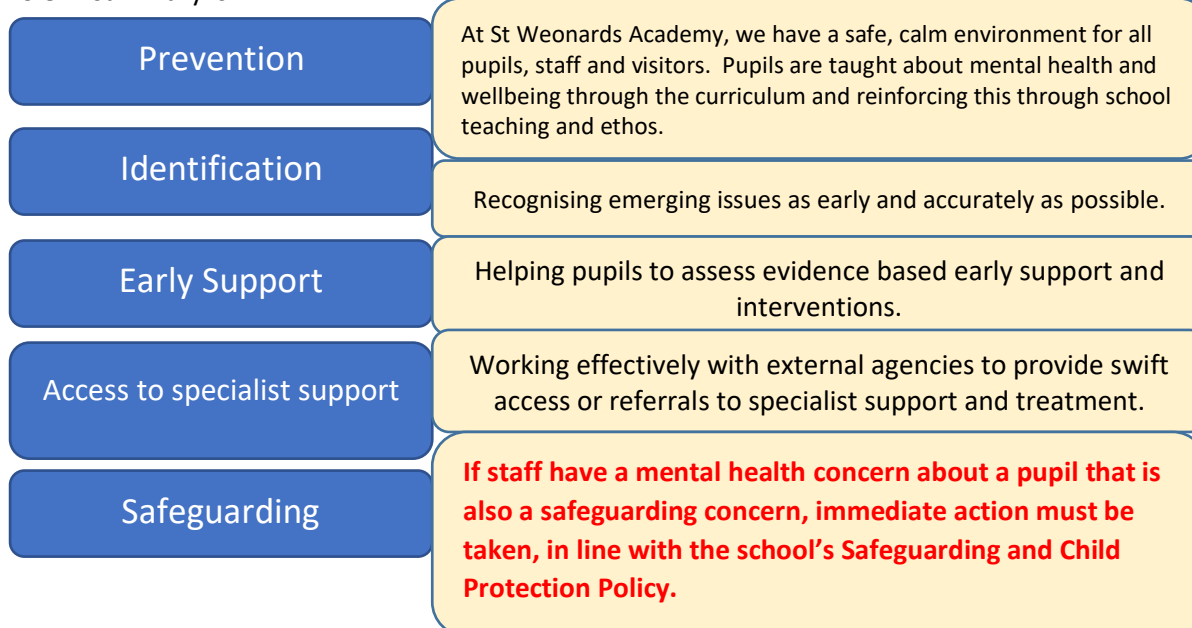 Prevention
At St Weonards Academy, we have a safe, calm environment for all
pupils, staff and visitors. Pupils are taught about mental health and
wellbeing through the curriculum and reinforcing this through school
teaching and ethos.
Identification
Recognising emerging issues as early and accurately as possible.
Early Support
Helping pupils to assess evidence based early support and
interventions.
Access to specialist support
Working effectively with external agencies to provide swift
access or referrals to specialist support and treatment.
Safeguarding
If staff have a mental health concern about a pupil that is
also a safeguarding concern, immediate action must be
taken, in line with the school’s Safeguarding and Child
Protection Policy.